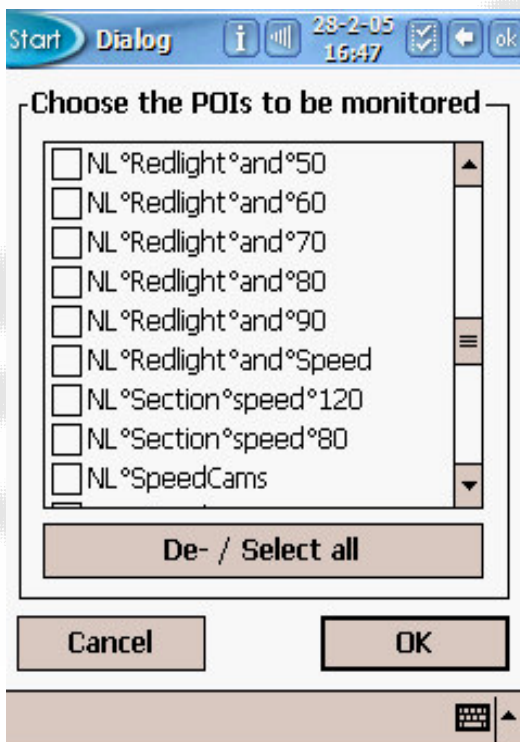 Start Dialog 28-2-05 ok
16:47
Choose the POIs to be monitored
NL°Redlight°and°50
NL°Redlight°and°60
NL°Redlight°and°70
NL°Redlight°and°80
NL°Redlight°and°90
NL°Redlight°and°Speed
NL°Section°speed°120
NL°Section°speed°80
NL°SpeedCams
De- / Select all
Cancel OK